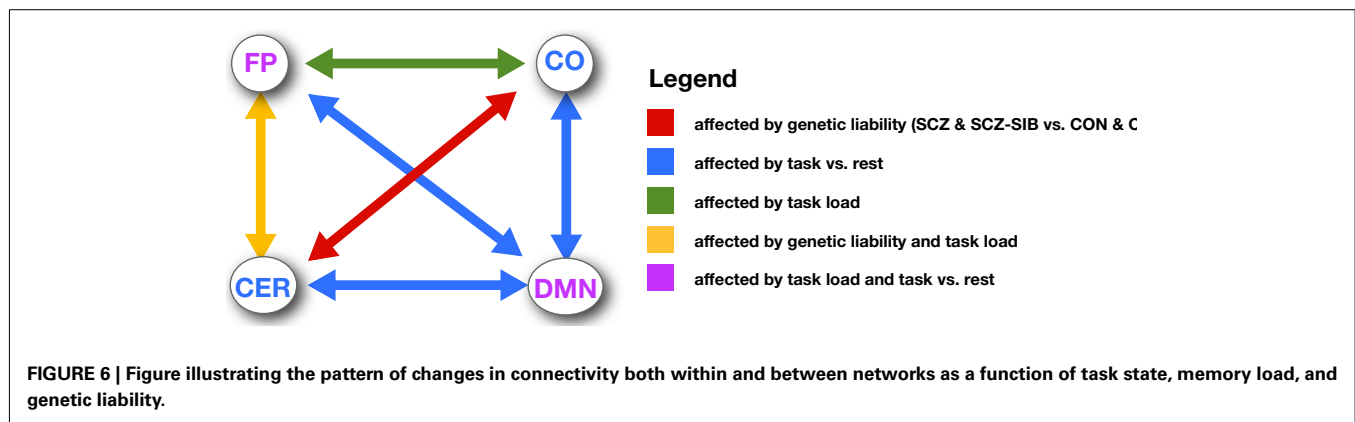 FP
CO
CER
DMN
Legend
affected by genetic liability (SCZ & SCZ-SIB vs. CON & C
affected by task vs. rest
affected by task load
affected by genetic liability and task load
affected by task load and task vs. rest
FIGURE 6 | Figure illustrating the pattern of changes in connectivity both within and between networks as a function of task state, memory load, and
genetic liability.